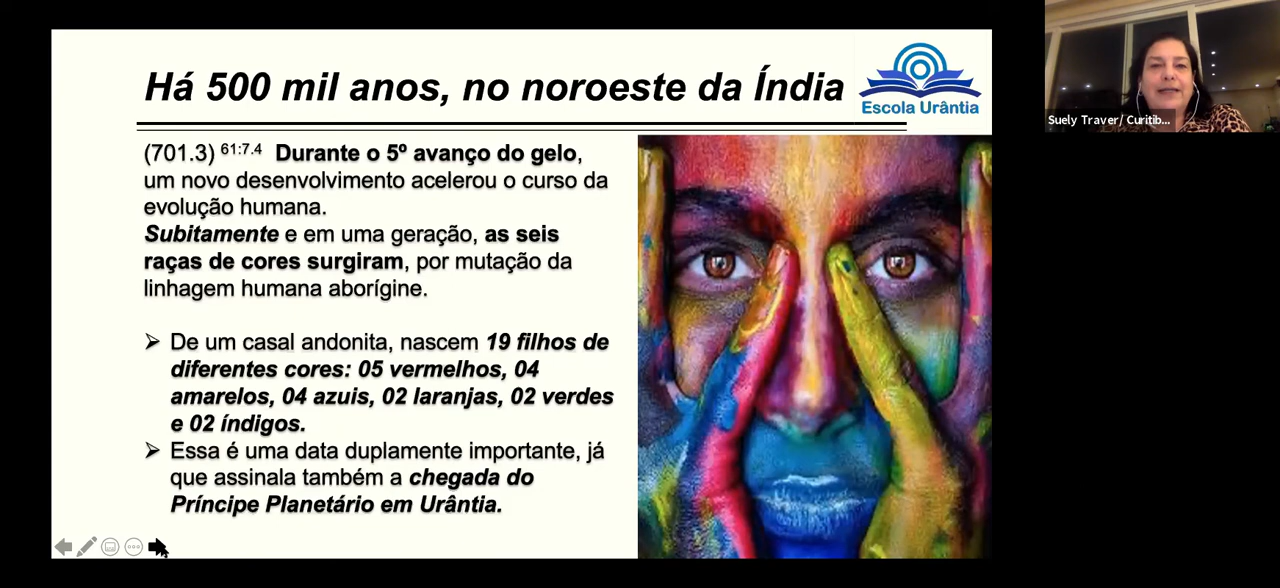 Há 500 mil anos, no noroeste da Índia
Escola Urântia
(701.3) 61:7.4 Durante o 5º avanço do gelo,
um novo desenvolvimento acelerou o curso da
evolução humana.
Subitamente e em uma geração, as seis
raças de cores surgiram, por mutação da
linhagem humana aborígine.
➢ De um casal andonita, nascem 19 filhos de
diferentes cores: 05 vermelhos, 04
amarelos, 04 azuis, 02 laranjas, 02 verdes
e 02 índigos.
➢ Essa é uma data duplamente importante, já
que assinala também a chegada do
Príncipe Planetário em Urântia.
Suely Traver/ Curitib...